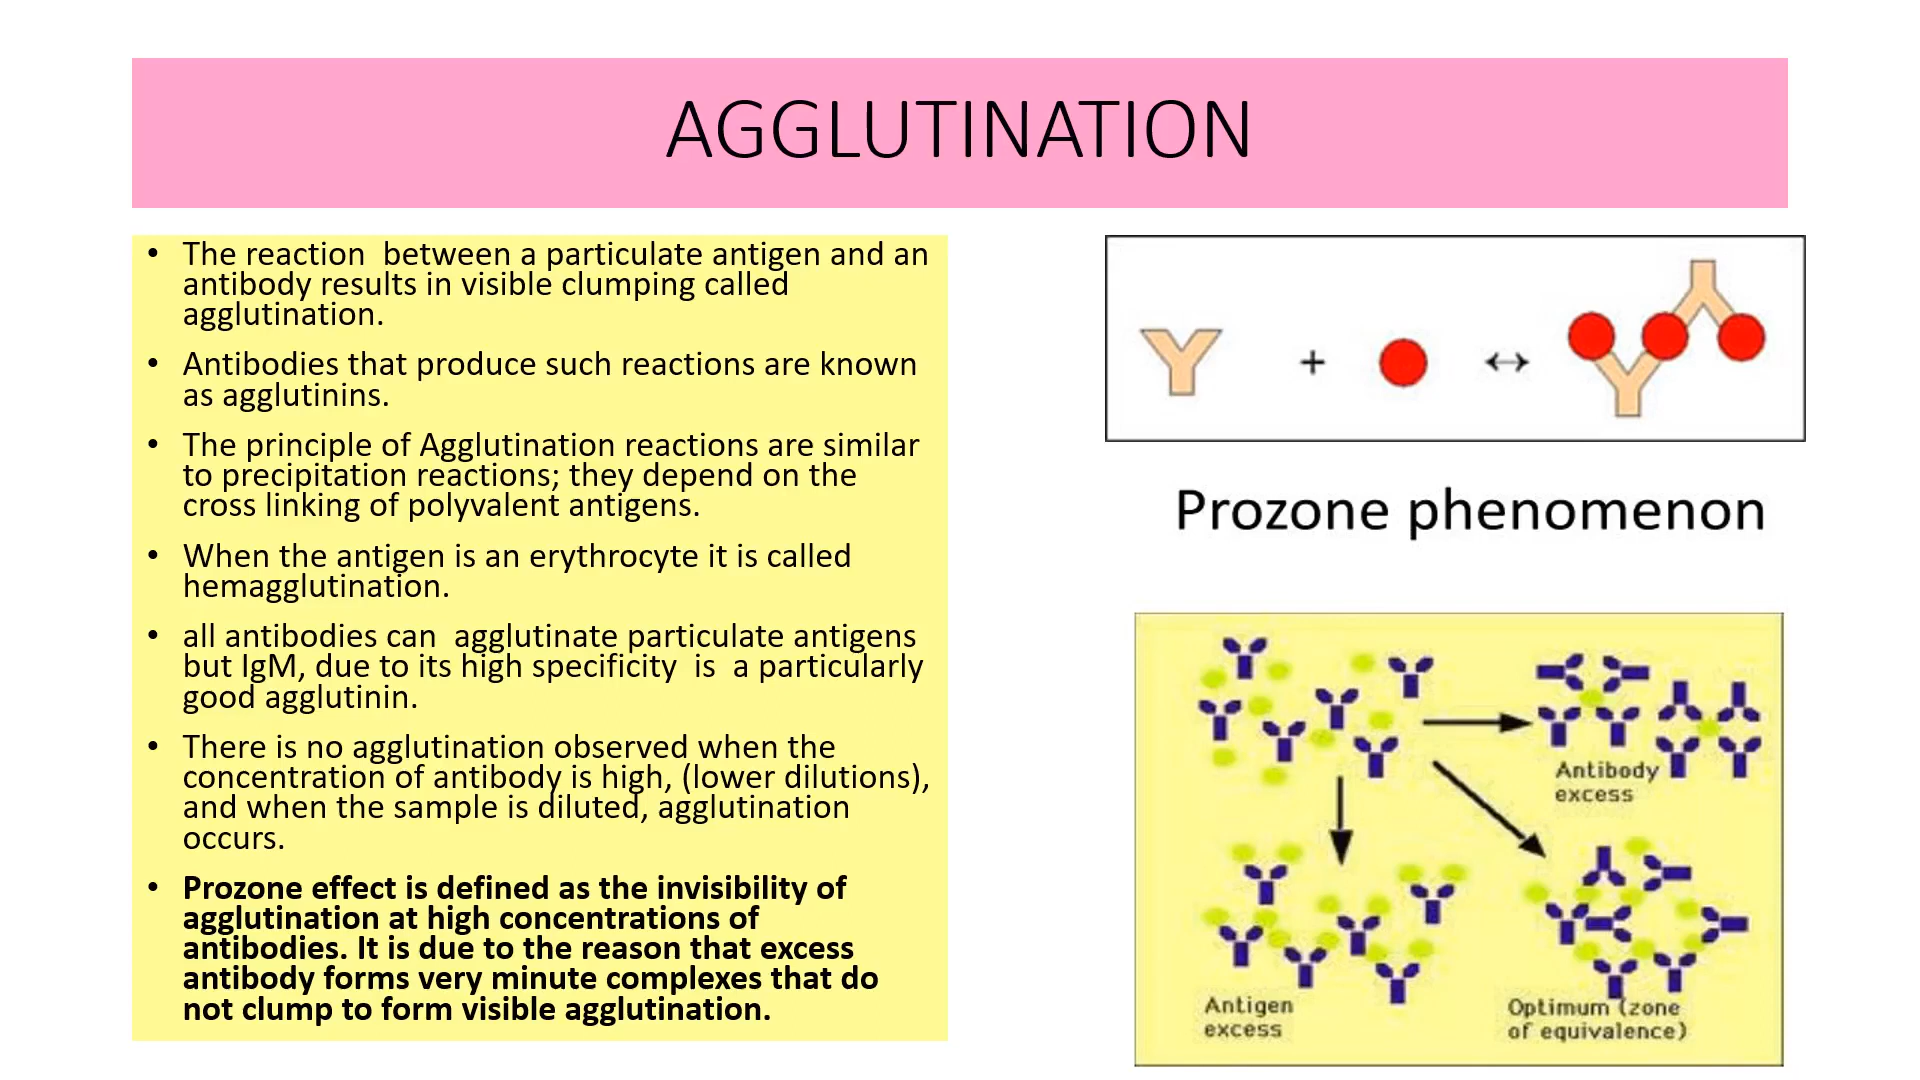 AGGLUTINATION
• The reaction  between a particulate antigen and an
antibody results in visible clumping called
agglutination.
• Antibodies that produce such reactions are known
as agglutinins.
• The principle of Agglutination reactions are similar
to precipitation reactions; they depend on the
cross linking of polyvalent antigens.
• When the antigen is an erythrocyte it is called
hemagglutination.
• all antibodies can  agglutinate particulate antigens
but IgM, due to its high specificity  is  a particularly
good agglutinin.
• There is no agglutination observed when the
concentration of antibody is high, (lower dilutions),
and when the sample is diluted, agglutination
occurs.
• Prozone effect is defined as the invisibility of
agglutination at high concentrations of
antibodies. It is due to the reason that excess
antibody forms very minute complexes that do
not clump to form visible agglutination.
+ ↔
Prozone phenomenon
Antibody
excess
Antigen
excess
Optimum (zone
of equivalence)